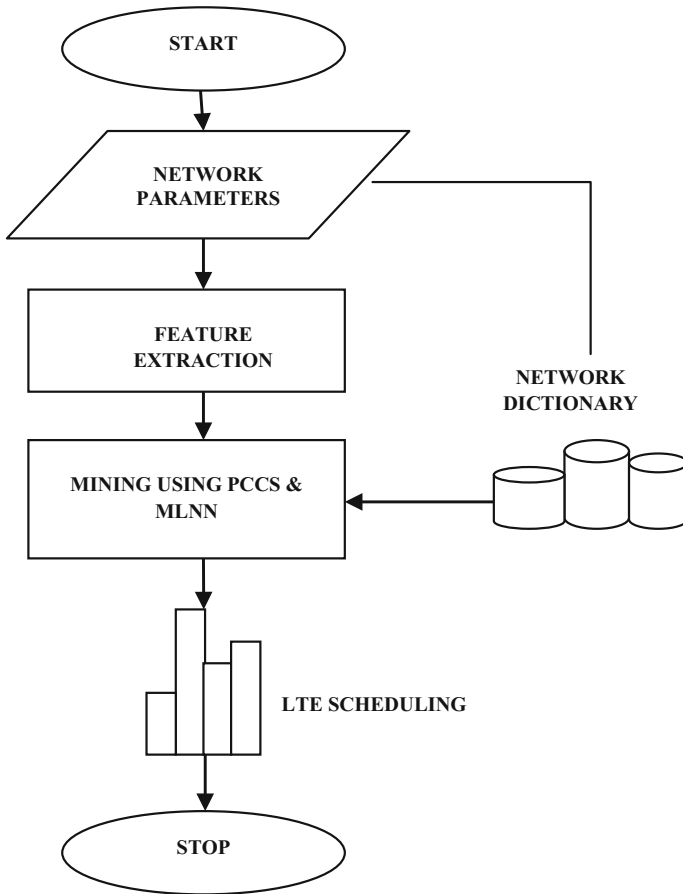 START
NETWORK
PARAMETERS
FEATURE
EXTRACTION
NETWORK
DICTIONARY
MINING USING PCCS &
MLNN
LTE SCHEDULING
STOP